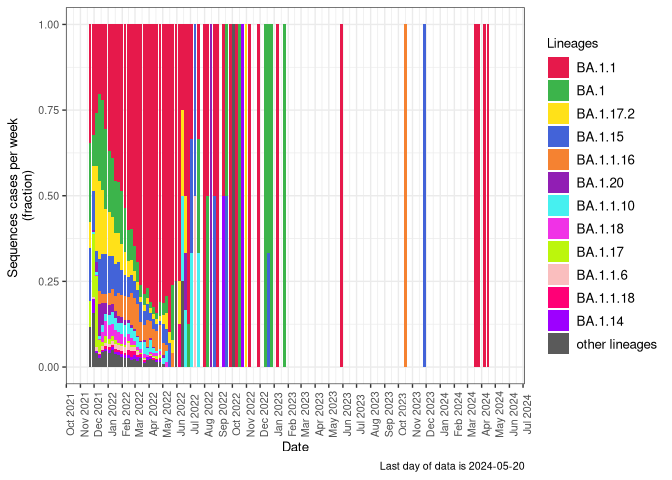 1.00
0.75
0.50
0.25
0.00
Sequences cases per week
(fraction)
Oct 2021
Nov 2021
Dec 2021
Jan 2022
Feb 2022
Mar 2022
Apr 2022
May 2022
Jun 2022
Jul 2022
Aug 2022
Sep 2022
Oct 2022
Nov 2022
Dec 2022
Jan 2023
Feb 2023
Mar 2023
Apr 2023
May 2023
Jun 2023
Jul 2023
Aug 2023
Sep 2023
Oct 2023
Nov 2023
Dec 2023
Jan 2024
Feb 2024
Mar 2024
Apr 2024
May 2024
Jun 2024
Jul 2024
Date
Lineages
BA.1.1
BA.1
BA.1.17.2
BA.1.15
BA.1.1.16
BA.1.20
BA.1.1.10
BA.1.18
BA.1.17
BA.1.1.6
BA.1.1.18
BA.1.14
other lineages
Last day of data is 2024-05-20